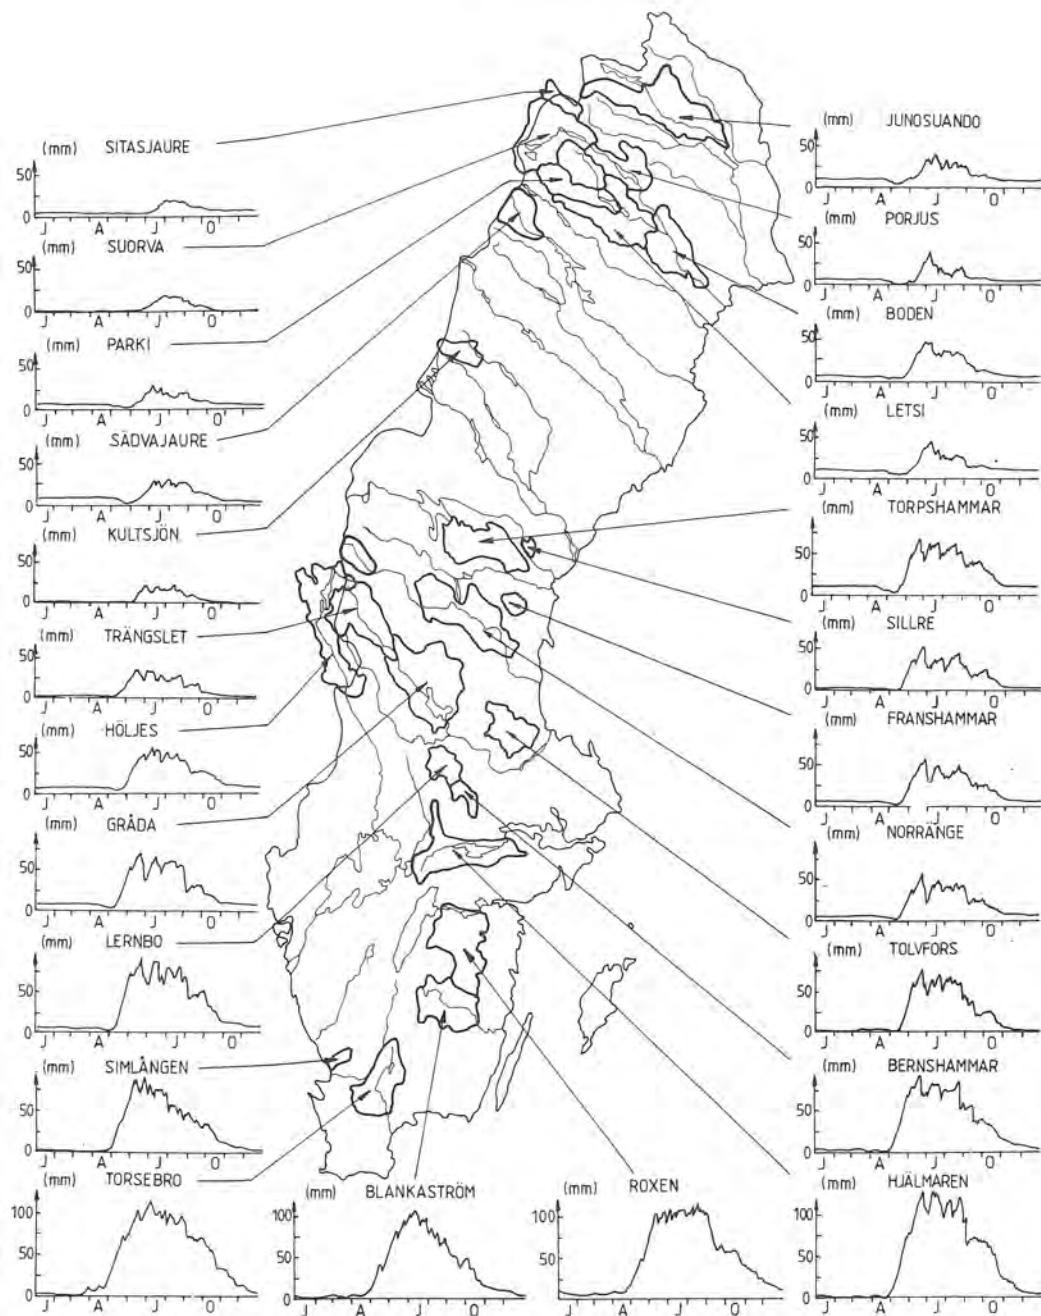 (mm) SITASJAURE
50
0
J A J O
(mm) SUORVA
50
0
J A J O
(mm) PARKI
50
0
J A J O
(mm) SÄDVAJAURE
50
0
J A J O
(mm) KULTSJÖN
50
0
J A J O
(mm) TRÄNGSLET
50
0
J A J O
(mm) HÖLJES
50
0
J A J O
(mm) GRÅDA
50
0
J A J O
(mm) LERNBO
50
0
J A J O
(mm) SIMLÅNGEN
50
0
J A J O
(mm) TORSEBRO
100
50
0
J A J O
(mm) BLANKASTRÖM
100
50
0
J A J O
(mm) ROXEN
100
50
0
J A J O
(mm) JUNOSUANDO
50
0
J A J O
(mm) PORJUS
50
0
J A J O
(mm) BODEN
50
0
J A J O
(mm) LETSI
50
0
J A J O
(mm) TORPSHAMMAR
50
0
J A J O
(mm) SILLRE
50
0
J A J O
(mm) FRANSHAMMAR
50
0
J A J O
(mm) NORRÄNGE
50
0
J A J O
(mm) TOLVFORS
50
0
J A J O
(mm) BERNSHAMMAR
50
0
J A J O
(mm) HJÄLMAREN
100
50
0
J A J O